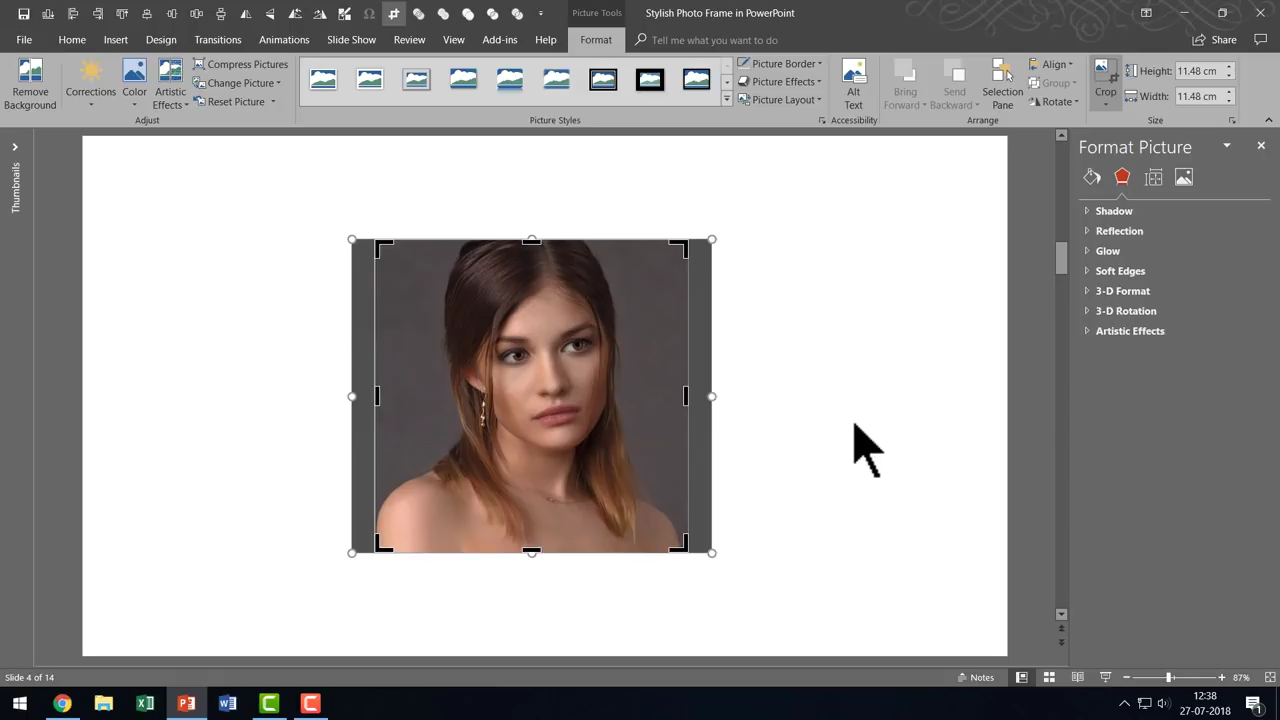 Picture Tools
Stylish Photo Frame in PowerPoint
File
Home
Insert
Design
Transitions
Animations
Slide Show
Review
View
Add-ins
Help
Format
Tell me what you want to do
Share
Remove Background
Corrections
Color
Artistic Effects
Compress Pictures
Change Picture
Reset Picture
Adjust
Picture Styles
Picture Border
Picture Effects
Picture Layout
Alt Text
Accessibility
Bring Forward
Send Backward
Selection Pane
Align
Group
Rotate
Arrange
Crop
Height: 11.48 cm
Width: 11.48 cm
Size
Thumbnails
Format Picture
Shadow
Reflection
Glow
Soft Edges
3-D Format
3-D Rotation
Artistic Effects
Slide 4 of 14
Notes
87%
12:38
27-07-2018
1